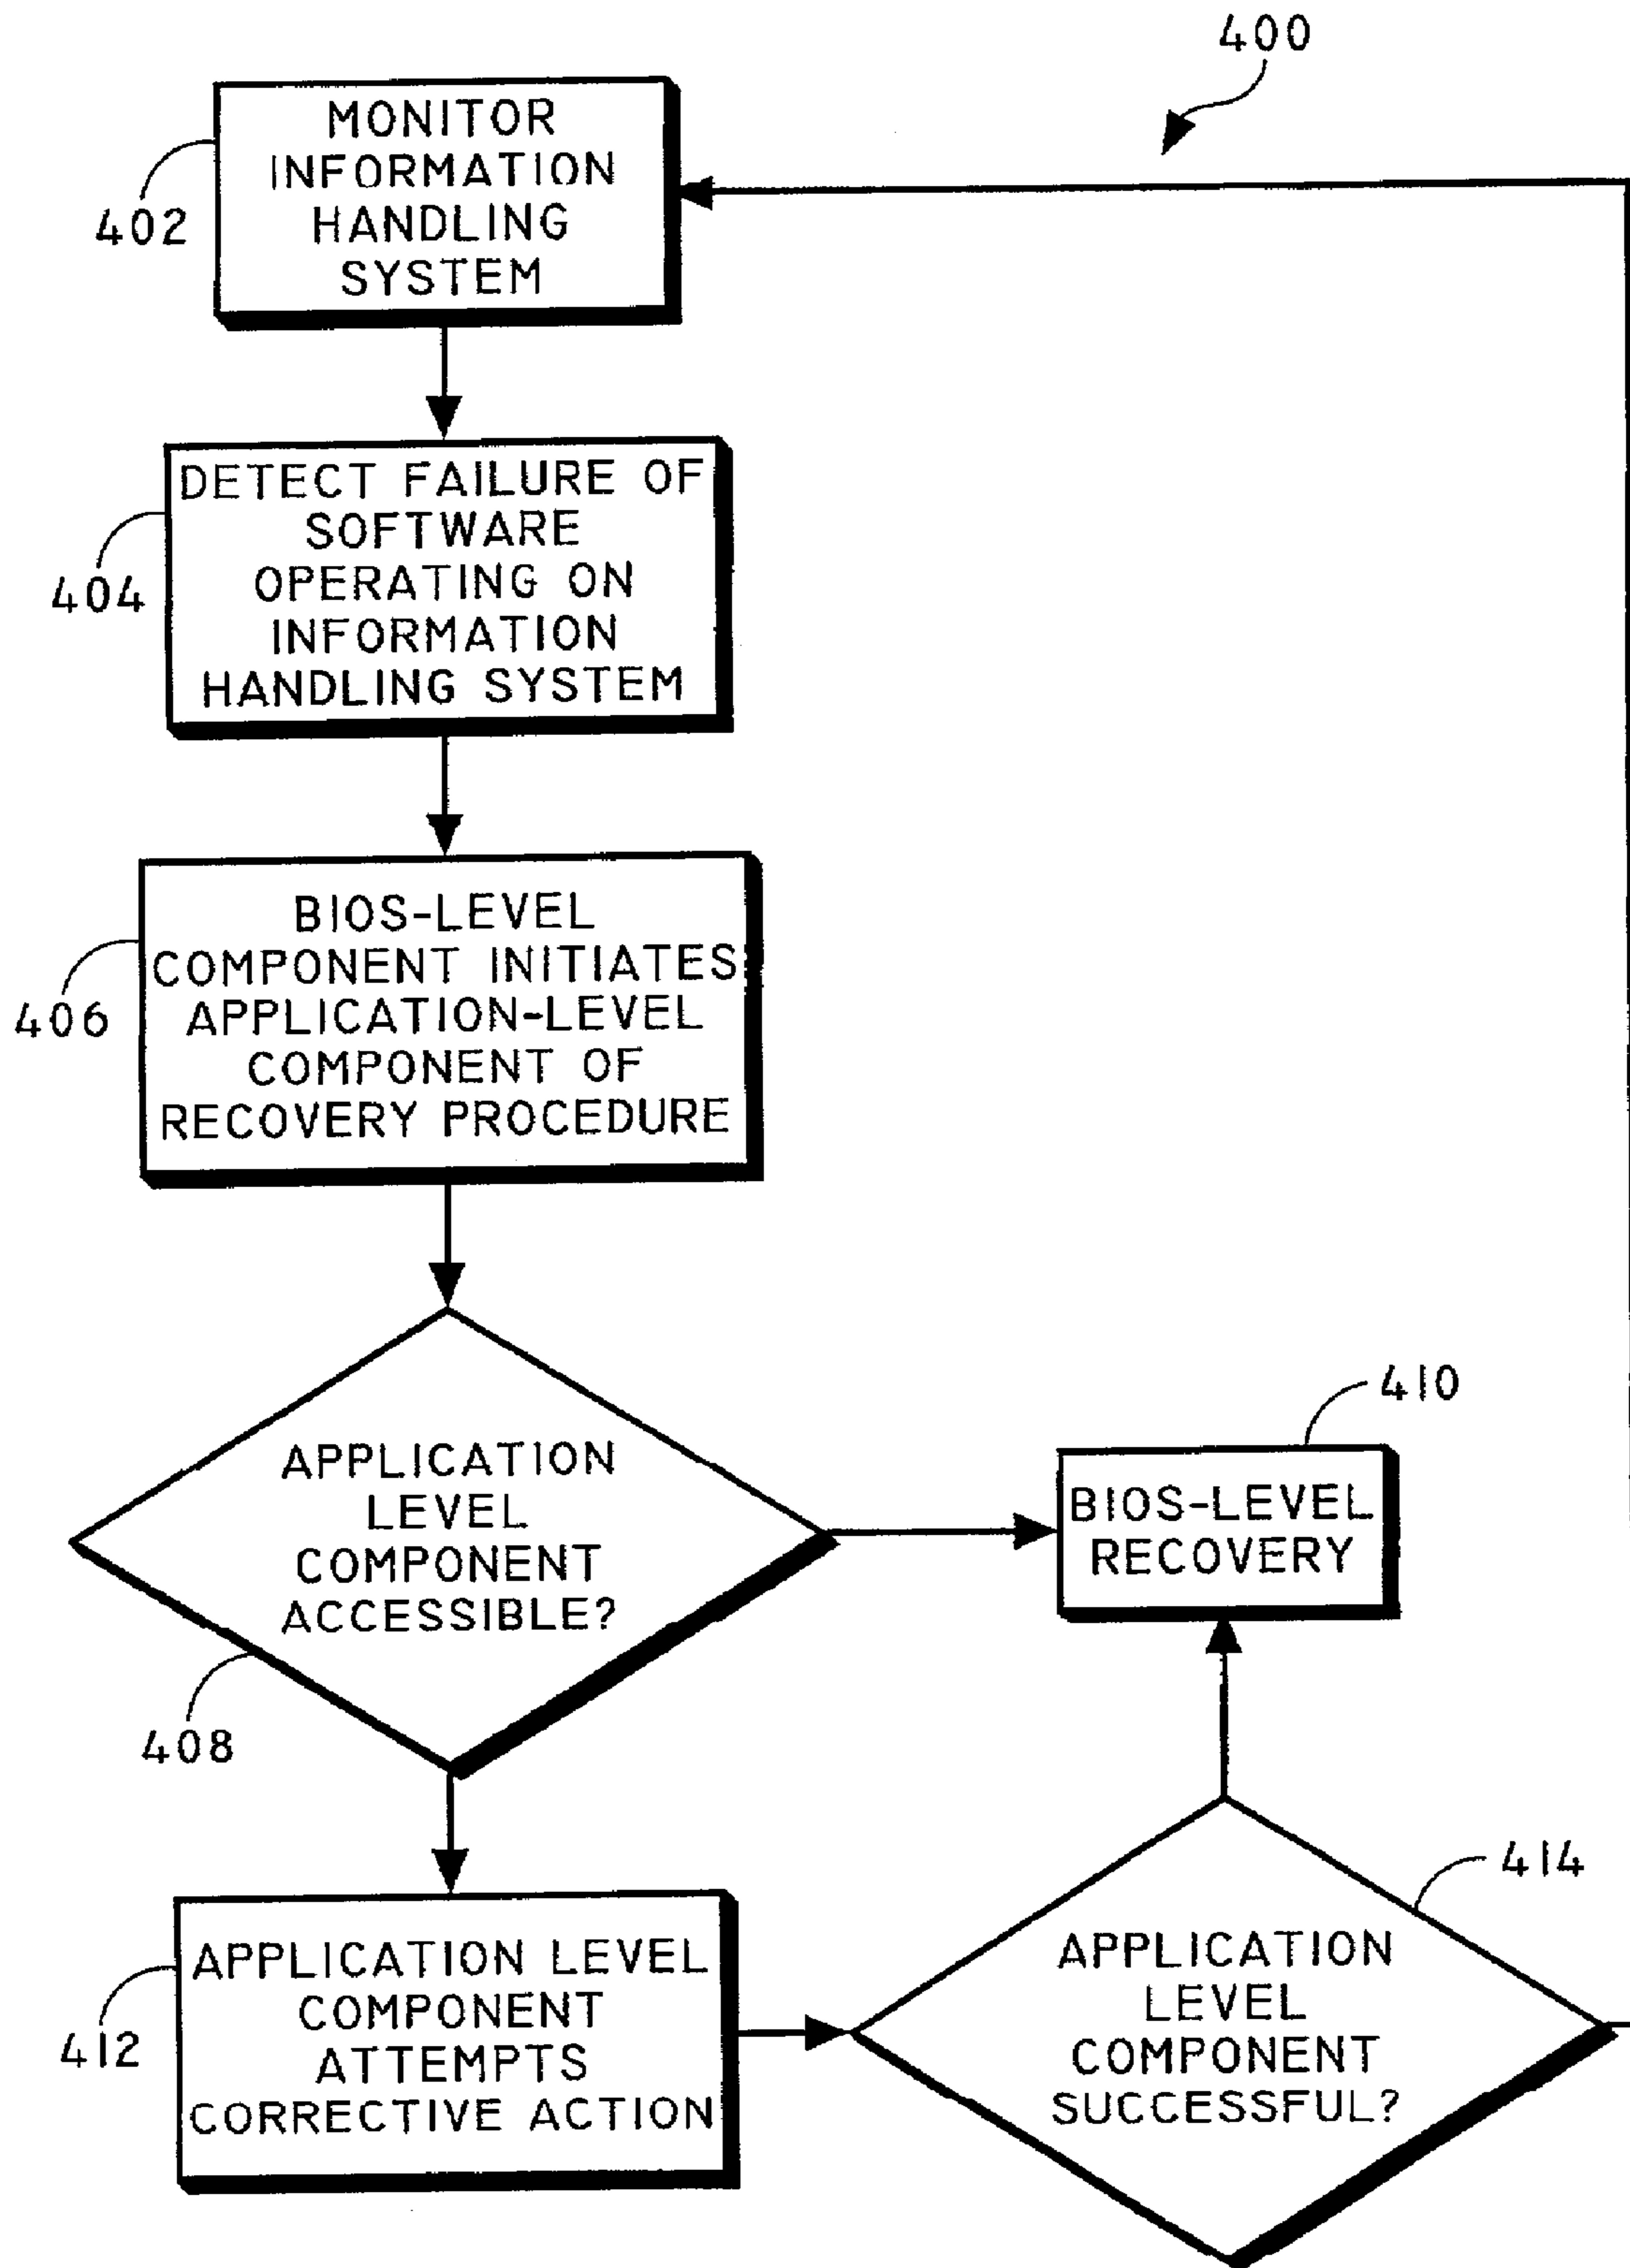 400
MONITOR
INFORMATION
HANDLING
SYSTEM
402
DETECT FAILURE OF
SOFTWARE
OPERATING ON
INFORMATION
HANDLING SYSTEM
404
BIOS-LEVEL
COMPONENT INITIATES
APPLICATION-LEVEL
COMPONENT OF
RECOVERY PROCEDURE
406
APPLICATION
LEVEL
COMPONENT
ACCESSIBLE?
408
410
BIOS-LEVEL
RECOVERY
APPLICATION LEVEL
COMPONENT
ATTEMPTS
CORRECTIVE ACTION
412
414
APPLICATION
LEVEL
COMPONENT
SUCCESSFUL?